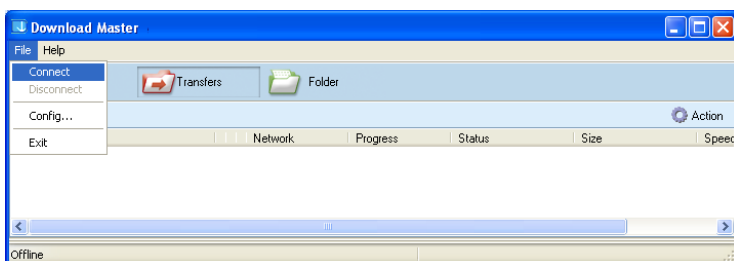 Download Master
File Help
Connect
Disconnect
Config...
Exit
Transfers Folder
Action
Network Progress Status Size Speed
Offline